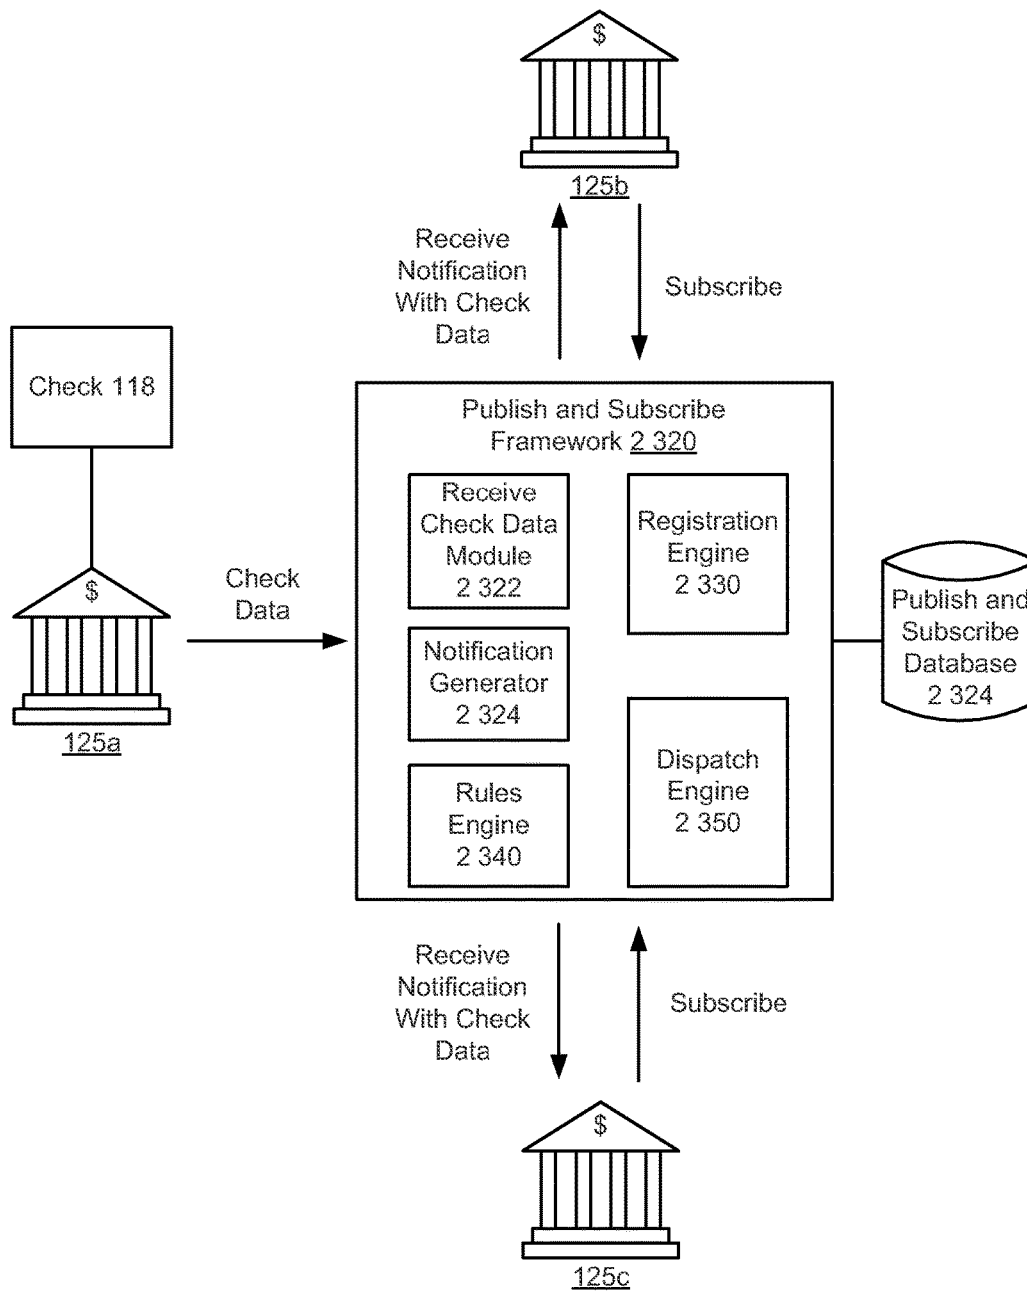 $
125b
Receive
Notification
With Check
Data
Subscribe
Check 118
$
125a
Check
Data
Publish and Subscribe
Framework 2 320
Receive
Check Data
Module
2 322
Registration
Engine
2 330
Notification
Generator
2 324
Rules
Engine
2 340
Dispatch
Engine
2 350
Publish and
Subscribe
Database
2 324
Receive
Notification
With Check
Data
Subscribe
$
125c